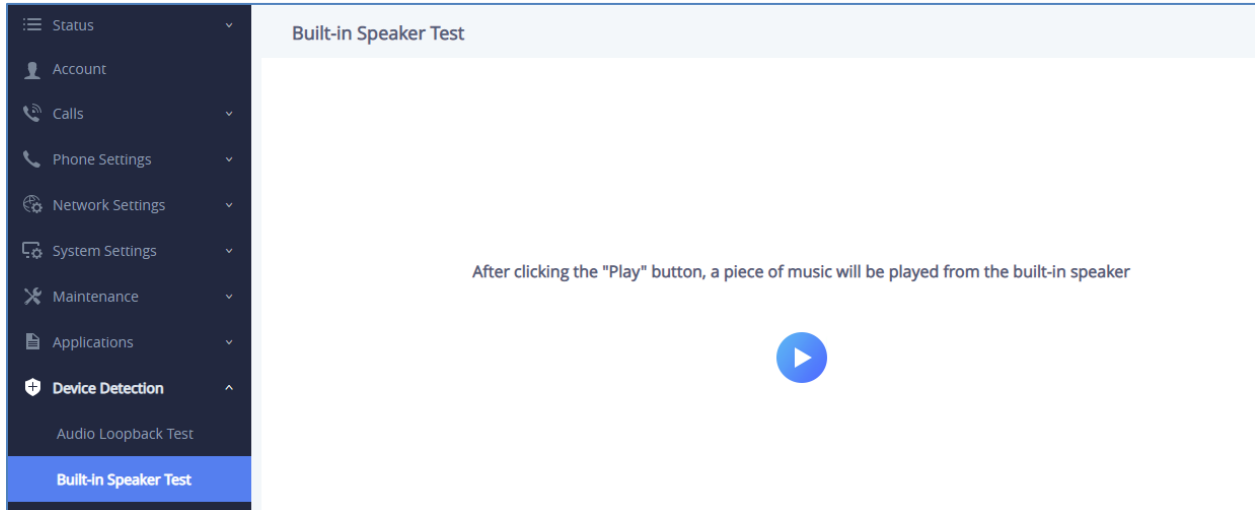 Status
Account
Calls
Phone Settings
Network Settings
System Settings
Maintenance
Applications
Device Detection
Audio Loopback Test
Built-in Speaker Test
Built-in Speaker Test
After clicking the "Play" button, a piece of music will be played from the built-in speaker